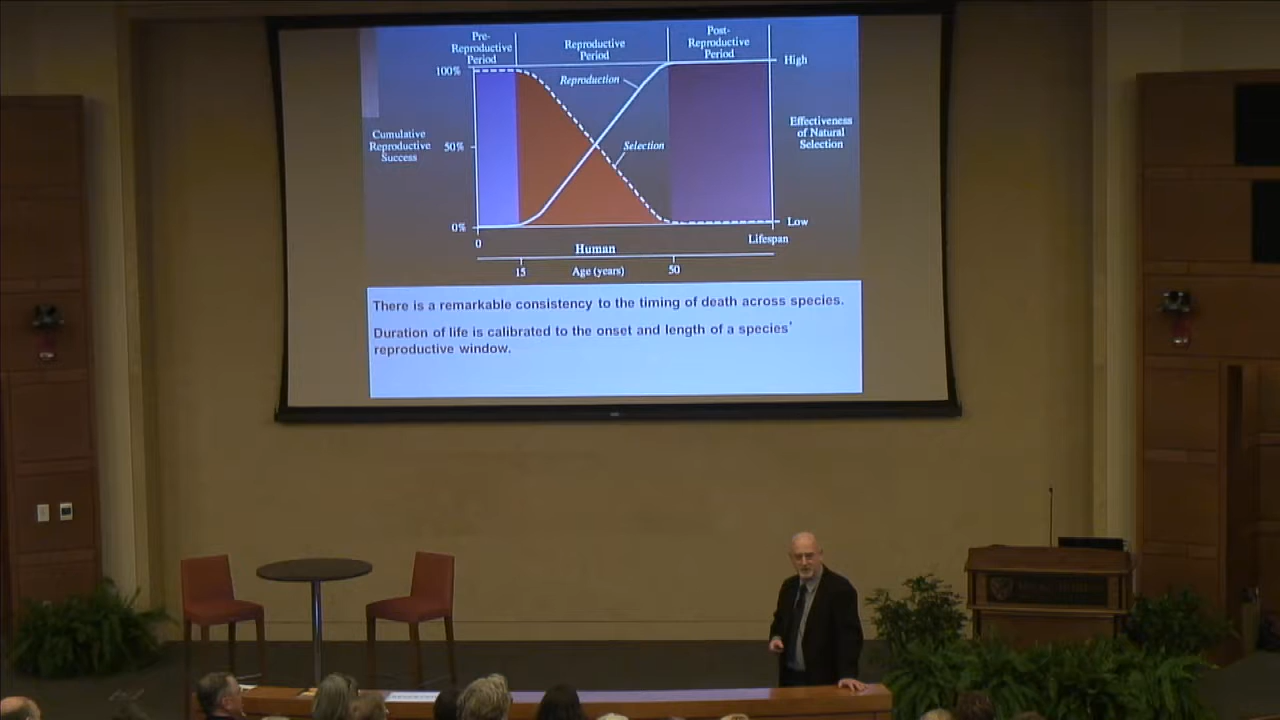 Pre-
Reproductive
Period
Reproductive
Period
Post-
Reproductive
Period
100%
High
Reproduction
Cumulative
Reproductive
Success
50%
Selection
Effectiveness
of Natural
Selection
0%
Low
0
Human
Lifespan
15
Age (years)
50
There is a remarkable consistency to the timing of death across species.
Duration of life is calibrated to the onset and length of a species'
reproductive window.